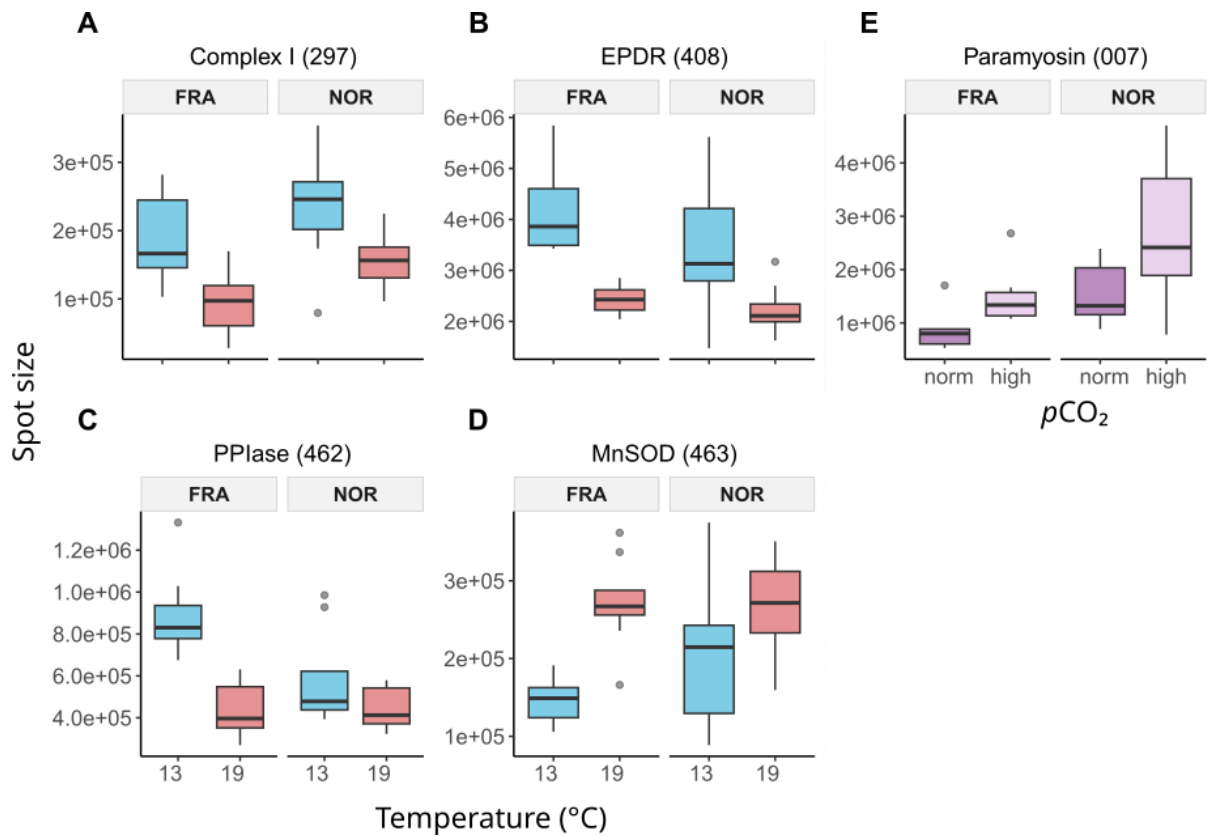 A
Complex I (297)
FRA NOR
3e+05
2e+05
1e+05
B
EPDR (408)
FRA NOR
6e+06
5e+06
4e+06
3e+06
2e+06
E
Paramyosin (007)
FRA NOR
4e+06
3e+06
2e+06
1e+06
norm high norm high
pCO₂
Spot size
C
PPIase (462)
FRA NOR
1.2e+06
1.0e+06
8.0e+05
6.0e+05
4.0e+05
13 19 13 19
D
MnSOD (463)
FRA NOR
3e+05
2e+05
1e+05
13 19 13 19
Temperature (°C)